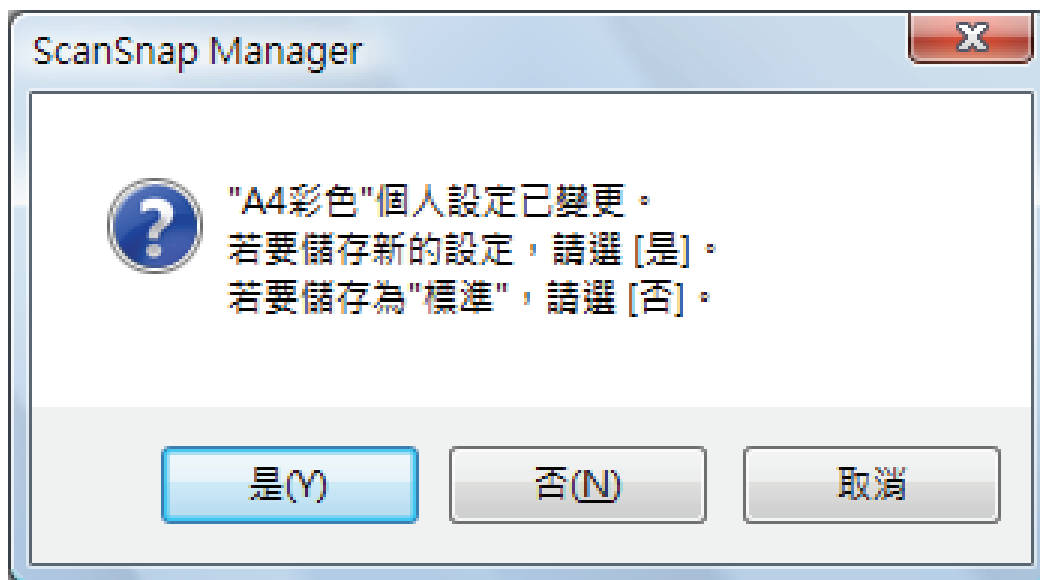 ScanSnap Manager
"A4彩色"個人設定已變更。
若要儲存新的設定，請選 [是]。
若要儲存為"標準"，請選 [否]。
是(Y)
否(N)
取消